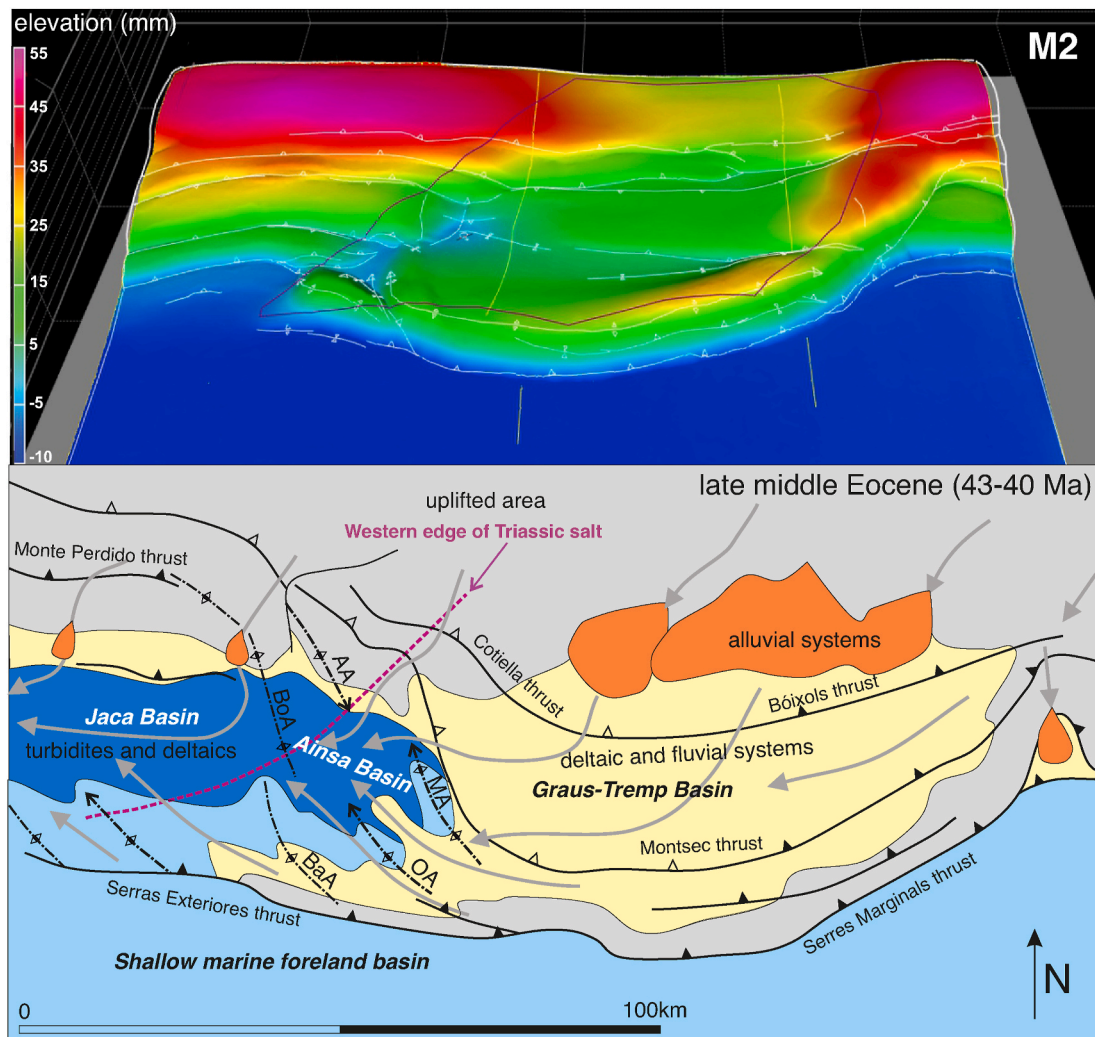 elevation (mm)
M2
55
45
35
25
15
5
-5
-10
late middle Eocene (43-40 Ma)
uplifted area
Western edge of Triassic salt
Monte Perdido thrust
alluvial systems
Cotiella thrust
AA
BoA
Bóixols thrust
Jaca Basin
turbidites and deltaics
Ainsa Basin
deltaic and fluvial systems
MA
Graus-Tremp Basin
Montsec thrust
BaA
OA
Serras Exteriores thrust
Serres Marginals thrust
Shallow marine foreland basin
N
0
100km